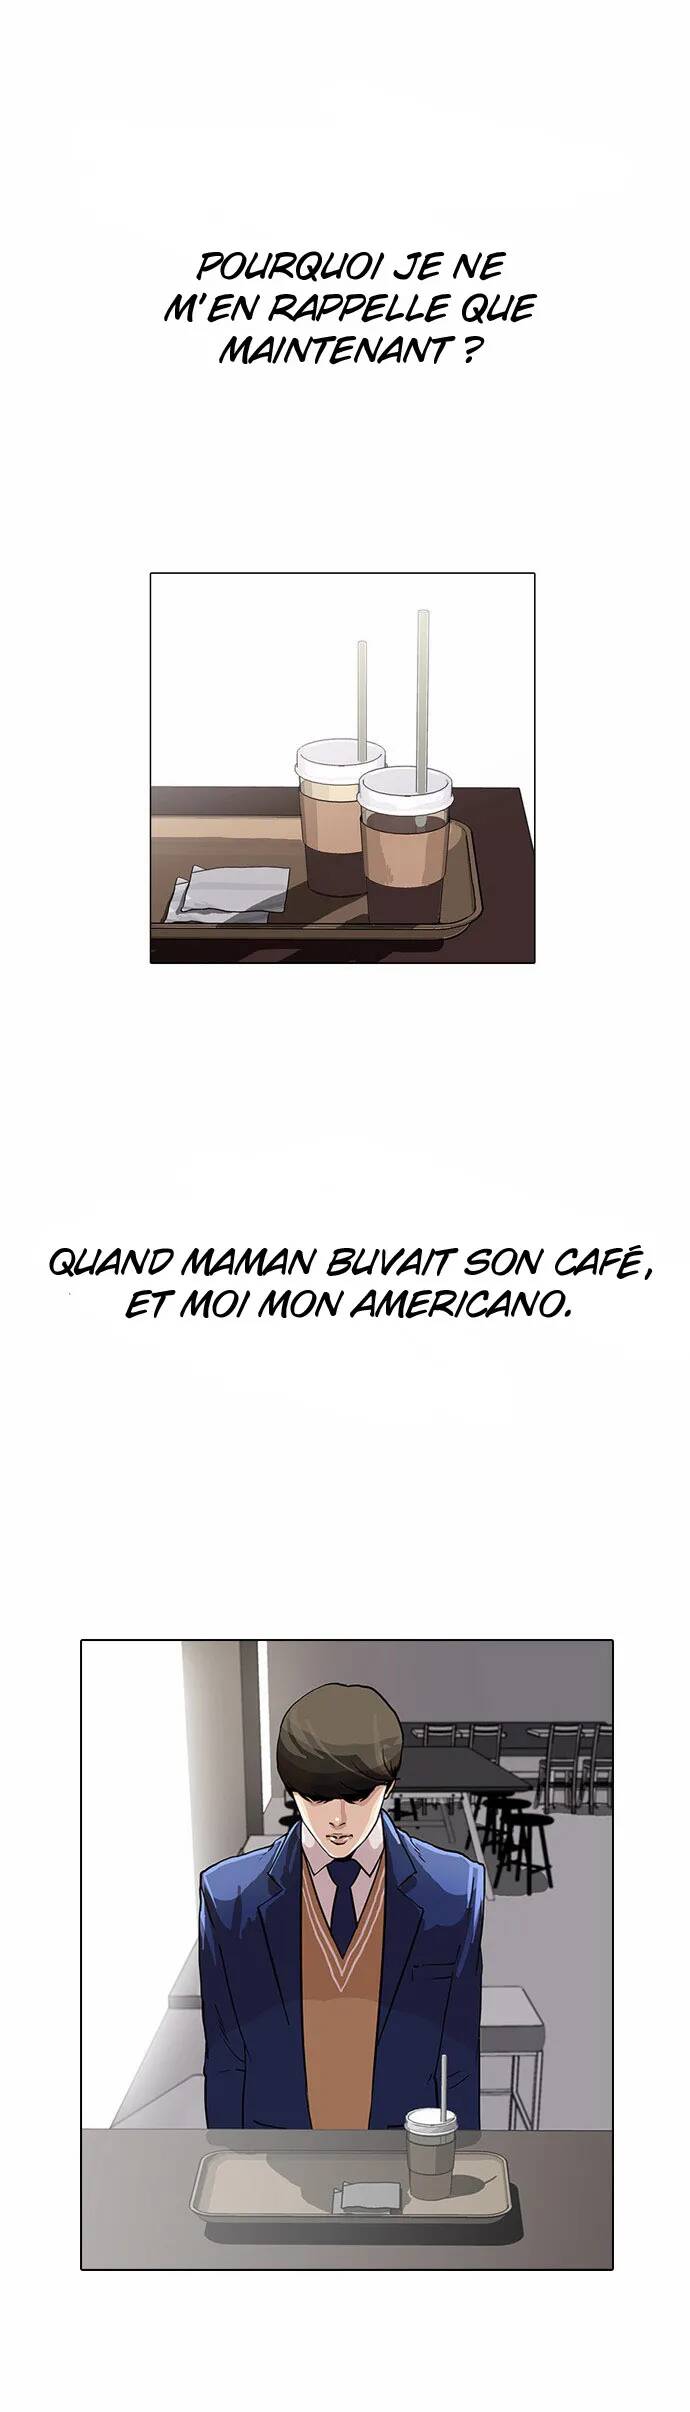 POURQUOI JE NE
M'EN RAPPELLE QUE
MAINTENANT ?
QUAND MAMAN BUVAIT SON CAFÉ,
ET MOI MON AMERICANO.